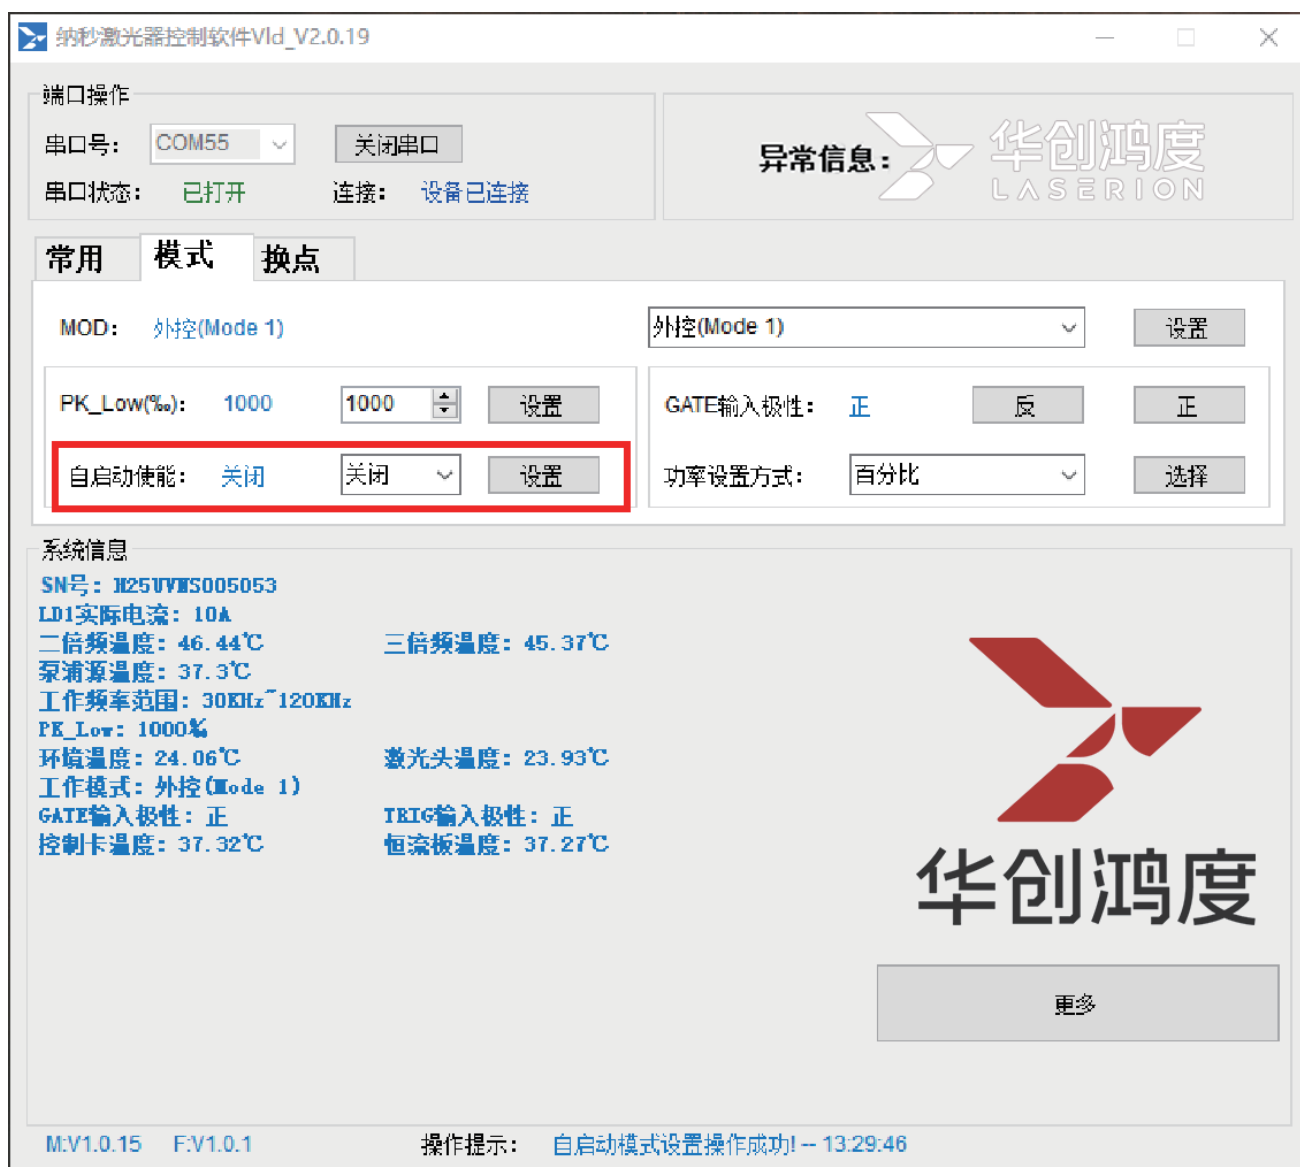 纳秒激光器控制软件Vld_V2.0.19
端口操作
串口号： COM55 关闭串口
串口状态： 已打开 连接： 设备已连接
异常信息：
华创鸿度
LASERION
常用 模式 换点
MOD： 外控(Mode 1) 外控(Mode 1) 设置
PK_Low(‰)： 1000 1000 设置
GATE输入极性： 正 反 正
自启动使能： 关闭 关闭 设置
功率设置方式： 百分比 选择
系统信息
SN号：H25UVWS005053
LD1实际电流：10A
二倍频温度：46.44℃ 三倍频温度：45.37℃
泵浦源温度：37.3℃
工作频率范围：30KHz~120KHz
PK_Low：1000‰
环境温度：24.06℃ 激光头温度：23.93℃
工作模式：外控(Mode 1)
GATE输入极性：正 TRIG输入极性：正
控制卡温度：37.32℃ 恒流板温度：37.27℃
华创鸿度
更多
M:V1.0.15 F:V1.0.1 操作提示： 自启动模式设置操作成功! -- 13:29:46